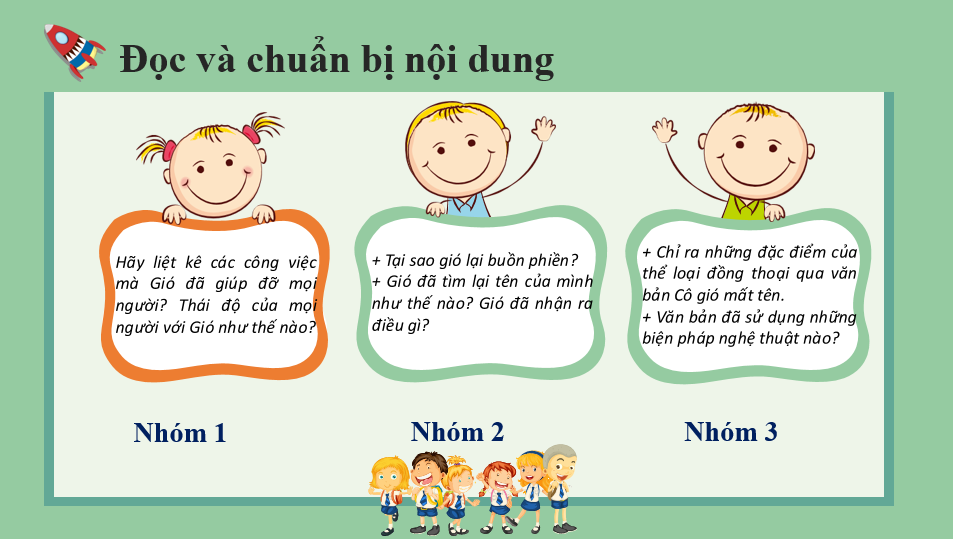 Đọc và chuẩn bị nội dung
Hãy liệt kê các công việc
mà Gió đã giúp đỡ mọi
người? Thái độ của mọi
người với Gió như thế nào?
+ Tại sao gió lại buồn phiền?
+ Gió đã tìm lại tên của mình
như thế nào? Gió đã nhận ra
điều gì?
+ Chỉ ra những đặc điểm của
thể loại đồng thoại qua văn
bản Cô gió mất tên.
+ Văn bản đã sử dụng những
biện pháp nghệ thuật nào?
Nhóm 1
Nhóm 2
Nhóm 3